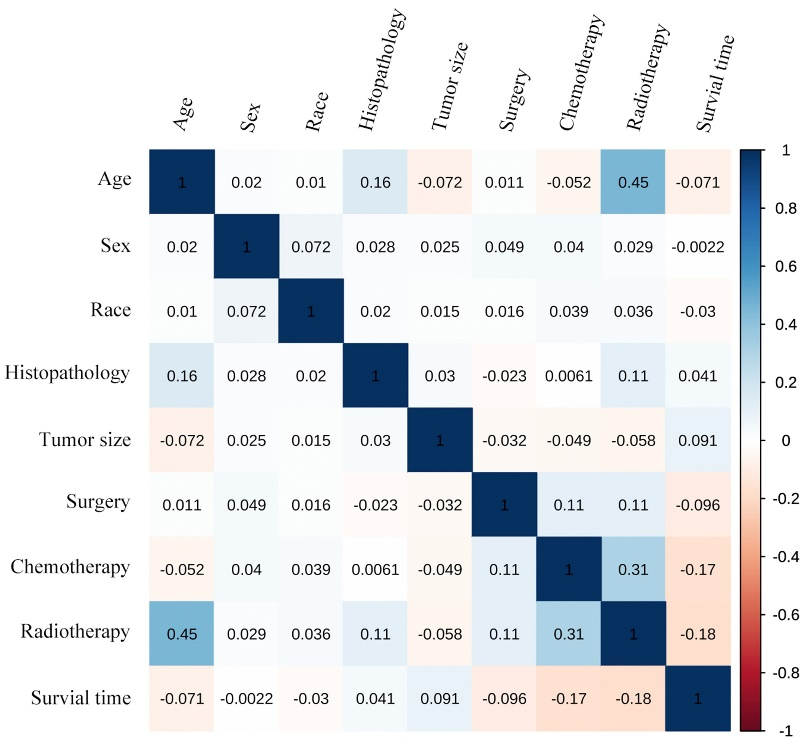 Age Sex Race Histopathology Tumor size Surgery Chemotherapy Radiotherapy Survial time
Age 1 0.02 0.01 0.16 -0.072 0.011 -0.052 0.45 -0.071
Sex 0.02 1 0.072 0.028 0.025 0.049 0.04 0.029 -0.0022
Race 0.01 0.072 1 0.02 0.015 0.016 0.039 0.036 -0.03
Histopathology 0.16 0.028 0.02 1 0.03 -0.023 0.0061 0.11 0.041
Tumor size -0.072 0.025 0.015 0.03 1 -0.032 -0.049 -0.058 0.091
Surgery 0.011 0.049 0.016 -0.023 -0.032 1 0.11 0.11 -0.096
Chemotherapy -0.052 0.04 0.039 0.0061 -0.049 0.11 1 0.31 -0.17
Radiotherapy 0.45 0.029 0.036 0.11 -0.058 0.11 0.31 1 -0.18
Survial time -0.071 -0.0022 -0.03 0.041 0.091 -0.096 -0.17 -0.18 1
1
0.8
0.6
0.4
0.2
0
-0.2
-0.4
-0.6
-0.8
-1